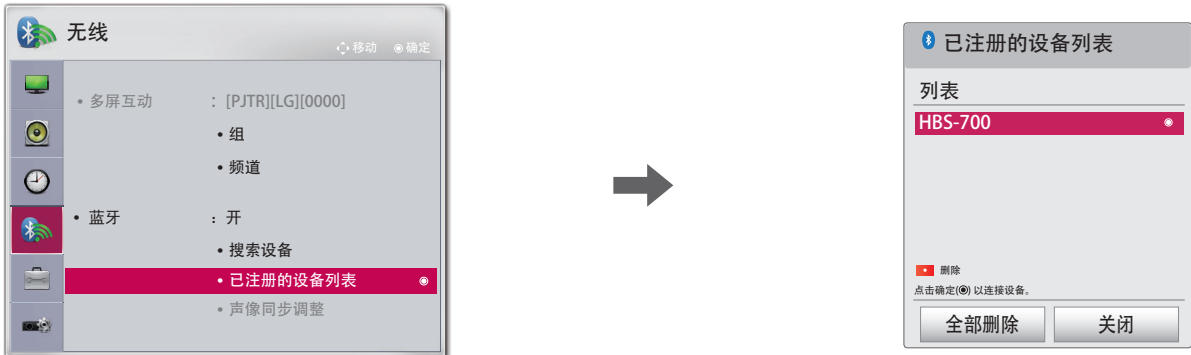 无线
移动 确定
• 多屏互动 : [PJTR][LG][0000]
• 组
• 频道
• 蓝牙 : 开
• 搜索设备
• 已注册的设备列表
• 声像同步调整
已注册的设备列表
列表
HBS-700
删除
点击确定(◉) 以连接设备。
全部删除 关闭